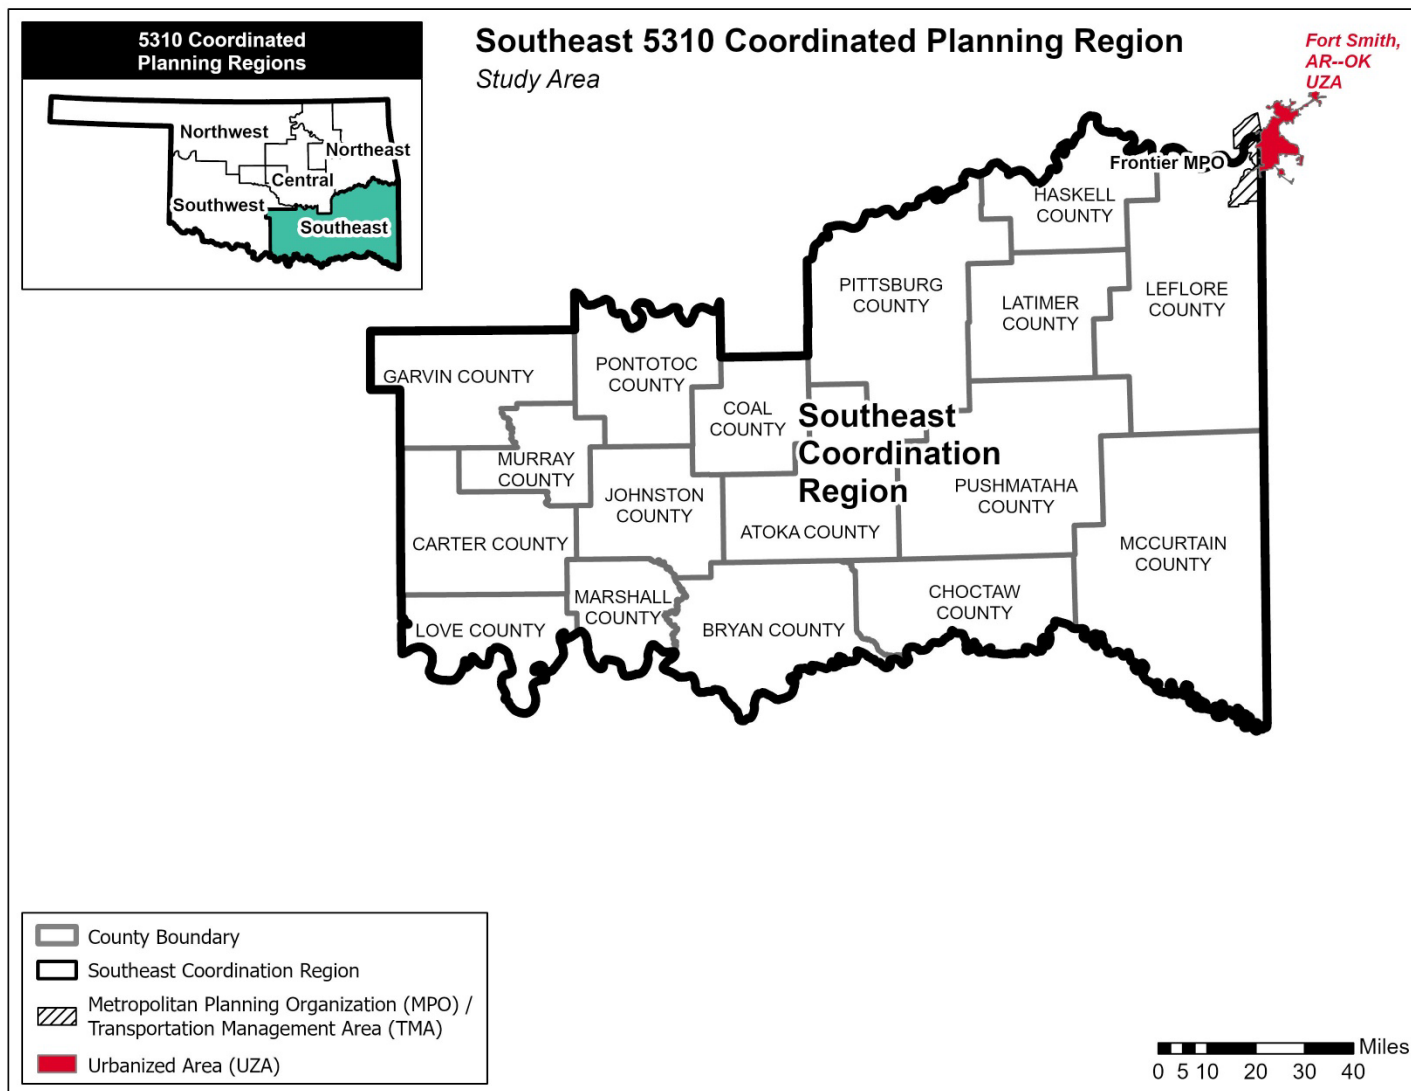 5310 Coordinated
Planning Regions
Northwest
Northeast
Central
Southwest
Southeast
Southeast 5310 Coordinated Planning Region
Study Area
Fort Smith,
AR--OK
UZA
Frontier MPO
HASKELL
COUNTY
PITTSBURG
COUNTY
LATIMER
COUNTY
LEFLORE
COUNTY
GARVIN COUNTY
PONTOTOC
COUNTY
COAL
COUNTY
Southeast
Coordination
Region
MURRAY
COUNTY
JOHNSTON
COUNTY
PUSHMATAHA
COUNTY
ATOKA COUNTY
CARTER COUNTY
MCCURTAIN
COUNTY
MARSHALL
COUNTY
CHOCTAW
COUNTY
LOVE COUNTY
BRYAN COUNTY
County Boundary
Southeast Coordination Region
Metropolitan Planning Organization (MPO) /
Transportation Management Area (TMA)
Urbanized Area (UZA)
Miles
0 5 10 20 30 40